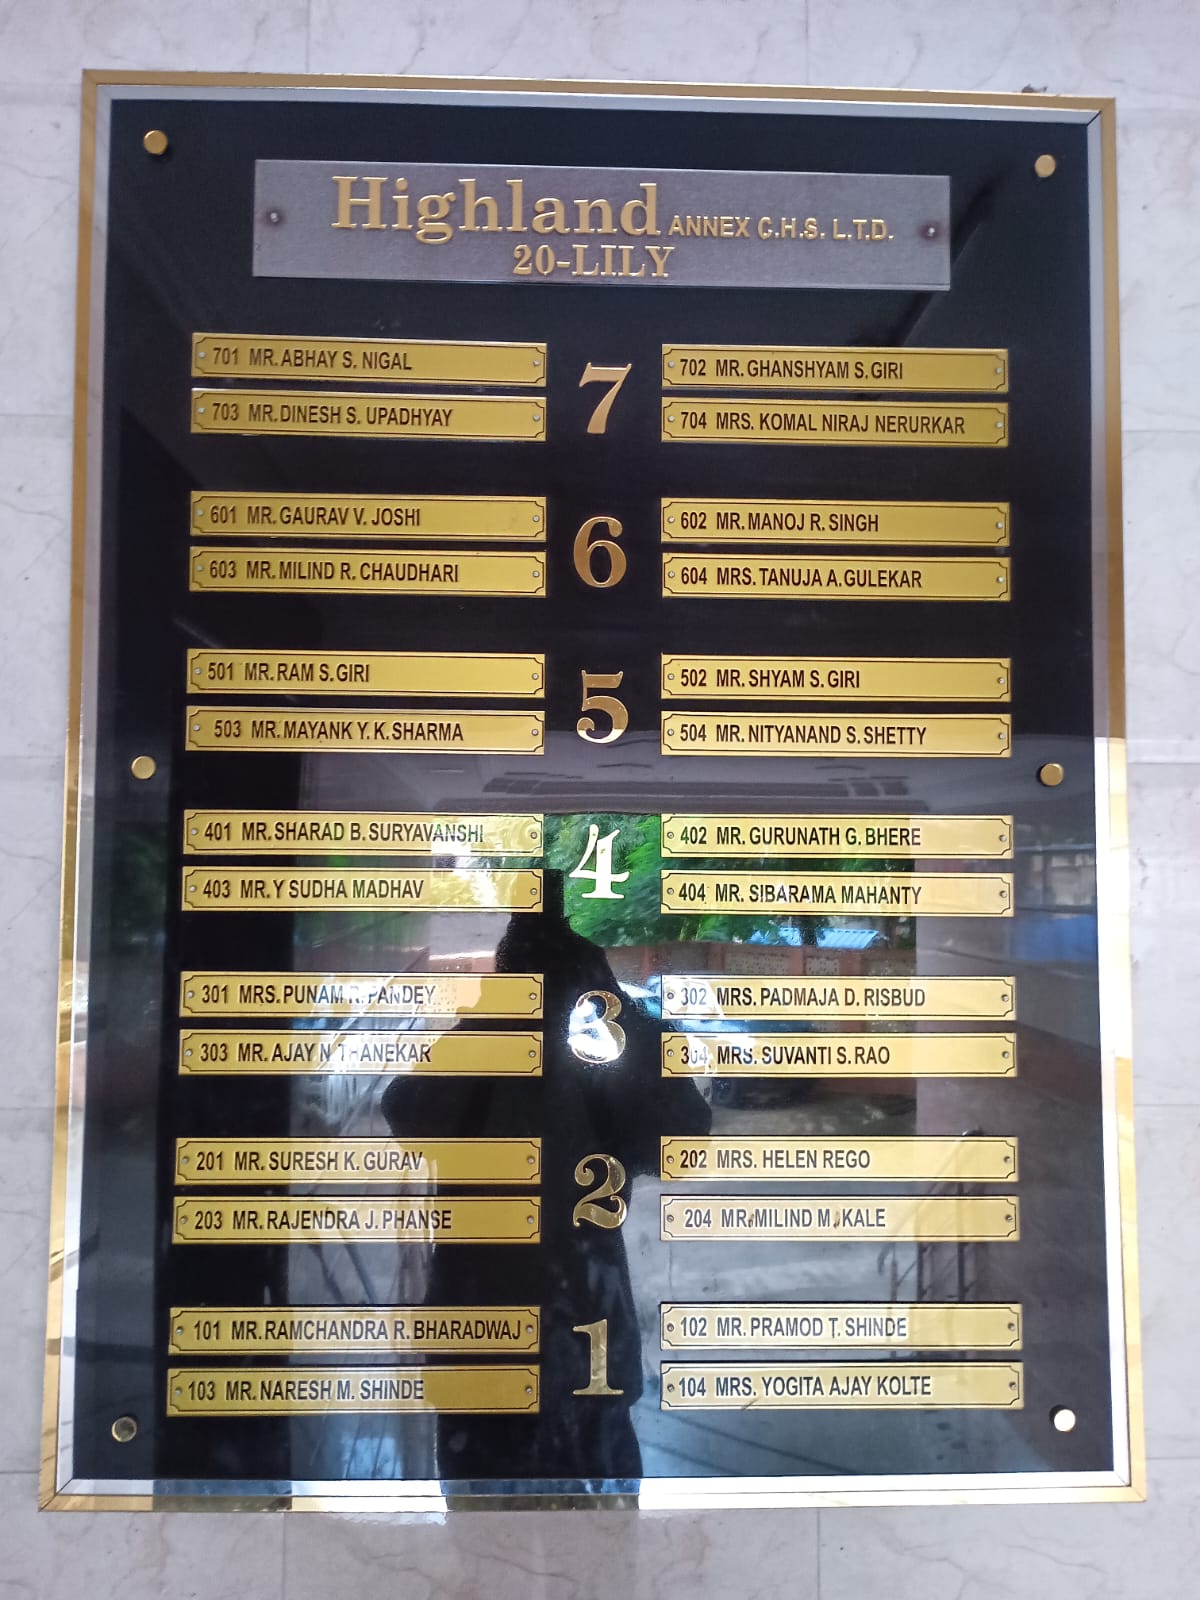 Highland ANNEX C.H.S. L.T.D.
20-LILY
701 MR. ABHAY S. NIGAL
702 MR. GHANSHYAM S. GIRI
7
703 MR. DINESH S. UPADHYAY
704 MRS. KOMAL NIRAJ NERURKAR
601 MR. GAURAV V. JOSHI
602 MR. MANOJ R. SINGH
6
603 MR. MILIND R. CHAUDHARI
604 MRS. TANUJA A. GULEKAR
501 MR. RAM S. GIRI
502 MR. SHYAM S. GIRI
5
503 MR. MAYANK Y. K. SHARMA
504 MR. NITYANAND S. SHETTY
401 MR. SHARAD B. SURYAVANSHI
402 MR. GURUNATH G. BHERE
4
403 MR. Y SUDHA MADHAV
404 MR. SIBARAMA MAHANTY
301 MRS. PUNAM R. PANDEY
302 MRS. PADMAJA D. RISBUD
3
303 MR. AJAY N THANEKAR
304 MRS. SUVANTI S. RAO
201 MR. SURESH K. GURAV
202 MRS. HELEN REGO
2
203 MR. RAJENDRA J. PHANSE
204 MR. MILIND M. KALE
101 MR. RAMCHANDRA R. BHARADWAJ
102 MR. PRAMOD T. SHINDE
1
103 MR. NARESH M. SHINDE
104 MRS. YOGITA AJAY KOLTE